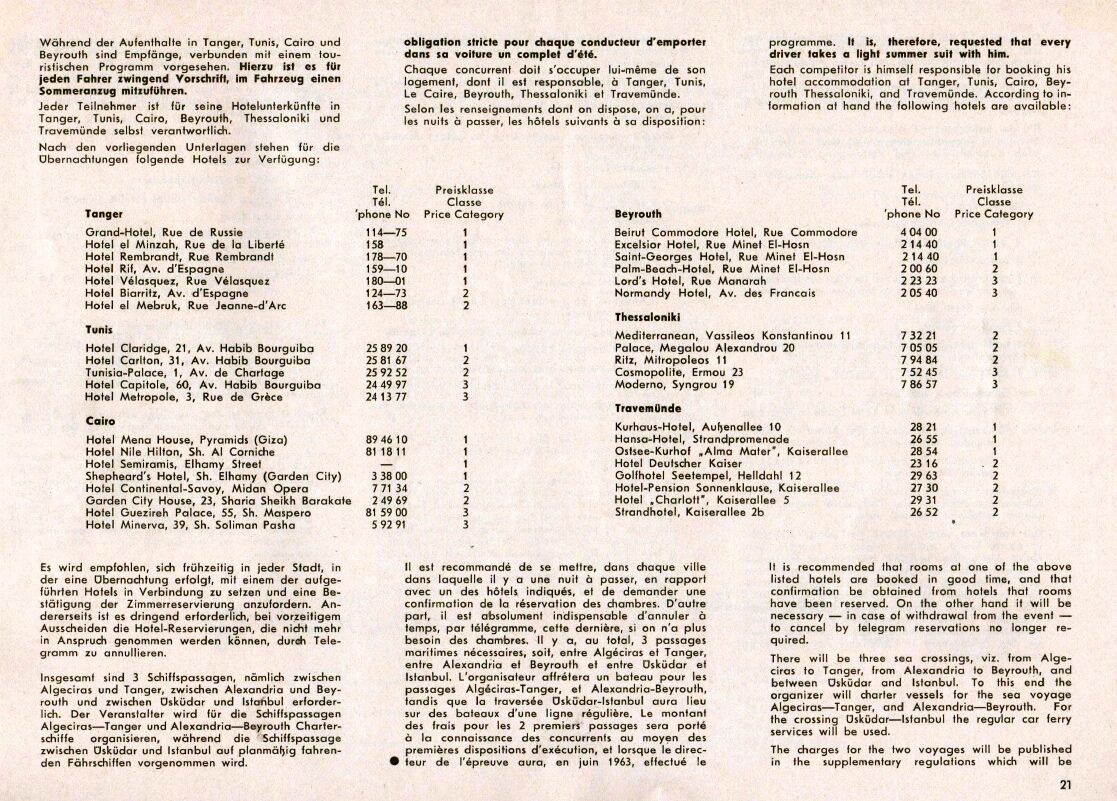 Während der Aufenthalte in Tanger, Tunis, Cairo und
Beyrouth sind Empfänge, verbunden mit einem tou-
ristischen Programm vorgesehen. Hierzu ist es für
jeden Fahrer zwingend Vorschrift, im Fahrzeug einen
Sommeranzug mitzuführen.
Jeder Teilnehmer ist für seine Hotelunterkünfte in
Tanger, Tunis, Cairo, Beyrouth, Thessaloniki und
Travemünde selbst verantwortlich.
Nach den vorliegenden Unterlagen stehen für die
Übernachtungen folgende Hotels zur Verfügung:
obligation stricte pour chaque conducteur d'emporter
dans sa voiture un complet d'été.
Chaque concurrent doit s'occuper lui-même de son
logement, dont il est responsable, à Tanger, Tunis,
Le Caire, Beyrouth, Thessaloniki et Travemünde.
Selon les renseignements dont on dispose, on a, pour
les nuits à passer, les hôtels suivants à sa disposition:
programme. It is, therefore, requested that every
driver takes a light summer suit with him.
Each competitor is himself responsible for booking his
hotel accommodation at Tanger, Tunis, Cairo, Bey-
routh Thessaloniki, and Travemünde. According to in-
formation at hand the following hotels are available:
Tel. Preisklasse
Tél. Classe
Tanger 'phone No Price Category
Grand-Hotel, Rue de Russie 114—75 1
Hotel el Minzah, Rue de la Liberté 158 1
Hotel Rembrandt, Rue Rembrandt 178—70 1
Hotel Rif, Av. d'Espagne 159—10 1
Hotel Vélasquez, Rue Vélasquez 180—01 1
Hotel Biarritz, Av. d'Espagne 124—73 2
Hotel el Mebruk, Rue Jeanne-d'Arc 163—88 2
Tunis
Hotel Claridge, 21, Av. Habib Bourguiba 25 89 20 1
Hotel Carlton, 31, Av. Habib Bourguiba 25 81 67 2
Tunisia-Palace, 1, Av. de Chartage 25 92 52 2
Hotel Capitole, 60, Av. Habib Bourguiba 24 49 97 3
Hotel Metropole, 3, Rue de Grèce 24 13 77 3
Cairo
Hotel Mena House, Pyramids (Giza) 89 46 10 1
Hotel Nile Hilton, Sh. Al Corniche 81 18 11 1
Hotel Semiramis, Elhamy Street — 1
Shepheard's Hotel, Sh. Elhamy (Garden City) 3 38 00 1
Hotel Continental-Savoy, Midan Opera 7 71 34 2
Garden City House, 23, Sharia Sheikh Barakate 2 49 69 2
Hotel Guezireh Palace, 55, Sh. Maspero 81 59 00 3
Hotel Minerva, 39, Sh. Soliman Pasha 5 92 91 3
Tel. Preisklasse
Tél. Classe
Beyrouth 'phone No Price Category
Beirut Commodore Hotel, Rue Commodore 4 04 00 1
Excelsior Hotel, Rue Minet El-Hosn 2 14 40 1
Saint-Georges Hotel, Rue Minet El-Hosn 2 14 40 1
Palm-Beach-Hotel, Rue Minet El-Hosn 2 00 60 2
Lord's Hotel, Rue Manarah 2 23 23 3
Normandy Hotel, Av. des Francais 2 05 40 3
Thessaloniki
Mediterranean, Vassileos Konstantinou 11 7 32 21 2
Palace, Megalou Alexandrou 20 7 05 05 2
Ritz, Mitropoleos 11 7 94 84 2
Cosmopolite, Ermou 23 7 52 45 3
Moderno, Syngrou 19 7 86 57 3
Travemünde
Kurhaus-Hotel, Außenallee 10 28 21 1
Hansa-Hotel, Strandpromenade 26 55 1
Ostsee-Kurhof „Alma Mater", Kaiserallee 28 54 1
Hotel Deutscher Kaiser 23 16 2
Golfhotel Seetempel, Helldahl 12 29 63 2
Hotel-Pension Sonnenklause, Kaiserallee 27 30 2
Hotel „Charlott", Kaiserallee 5 29 31 2
Strandhotel, Kaiserallee 2b 26 52 2
Es wird empfohlen, sich frühzeitig in jeder Stadt, in
der eine Übernachtung erfolgt, mit einem der aufge-
führten Hotels in Verbindung zu setzen und eine Be-
stätigung der Zimmerreservierung anzufordern. An-
dererseits ist es dringend erforderlich, bei vorzeitigem
Ausscheiden die Hotel-Reservierungen, die nicht mehr
in Anspruch genommen werden können, durch Tele-
gramm zu annullieren.
Insgesamt sind 3 Schiffspassagen, nämlich zwischen
Algeciras und Tanger, zwischen Alexandria und Bey-
routh und zwischen Üsküdar und Istanbul erforder-
lich. Der Veranstalter wird für die Schiffspassagen
Algeciras—Tanger und Alexandria—Beyrouth Charter-
schiffe organisieren, während die Schiffspassage
zwischen Üsküdar und Istanbul auf planmäßig fahren-
den Fährschiffen vorgenommen wird.
Il est recommandé de se mettre, dans chaque ville
dans laquelle il y a une nuit à passer, en rapport
avec un des hôtels indiqués, et de demander une
confirmation de la réservation des chambres. D'autre
part, il est absolument indispensable d'annuler à
temps, par télégramme, cette dernière, si on n'a plus
besoin des chambres. Il y a, au total, 3 passages
maritimes nécessaires, soit, entre Algéciras et Tanger,
entre Alexandria et Beyrouth et entre Üsküdar et
Istanbul. L'organisateur affrétera un bateau pour les
passages Algéciras-Tanger, et Alexandria-Beyrouth,
tandis que la traversée Üsküdar-Istanbul aura lieu
sur des bateaux d'une ligne régulière. Le montant
des frais pour les 2 premiers passages sera porté
à la connaissance des concurrents au moyen des
premières dispositions d'exécution, et lorsque le direc-
● teur de l'épreuve aura, en juin 1963, effectué le
It is recommended that rooms at one of the above
listed hotels are booked in good time, and that
confirmation be obtained from hotels that rooms
have been reserved. On the other hand it will be
necessary — in case of withdrawal from the event —
to cancel by telegram reservations no longer re-
quired.
There will be three sea crossings, viz. from Alge-
ciras to Tanger, from Alexandria to Beyrouth, and
between Üsküdar and Istanbul. To this end the
organizer will charter vessels for the sea voyage
Algeciras—Tanger, and Alexandria—Beyrouth. For
the crossing Üsküdar—Istanbul the regular car ferry
services will be used.
The charges for the two voyages will be published
in the supplementary regulations which will be
21